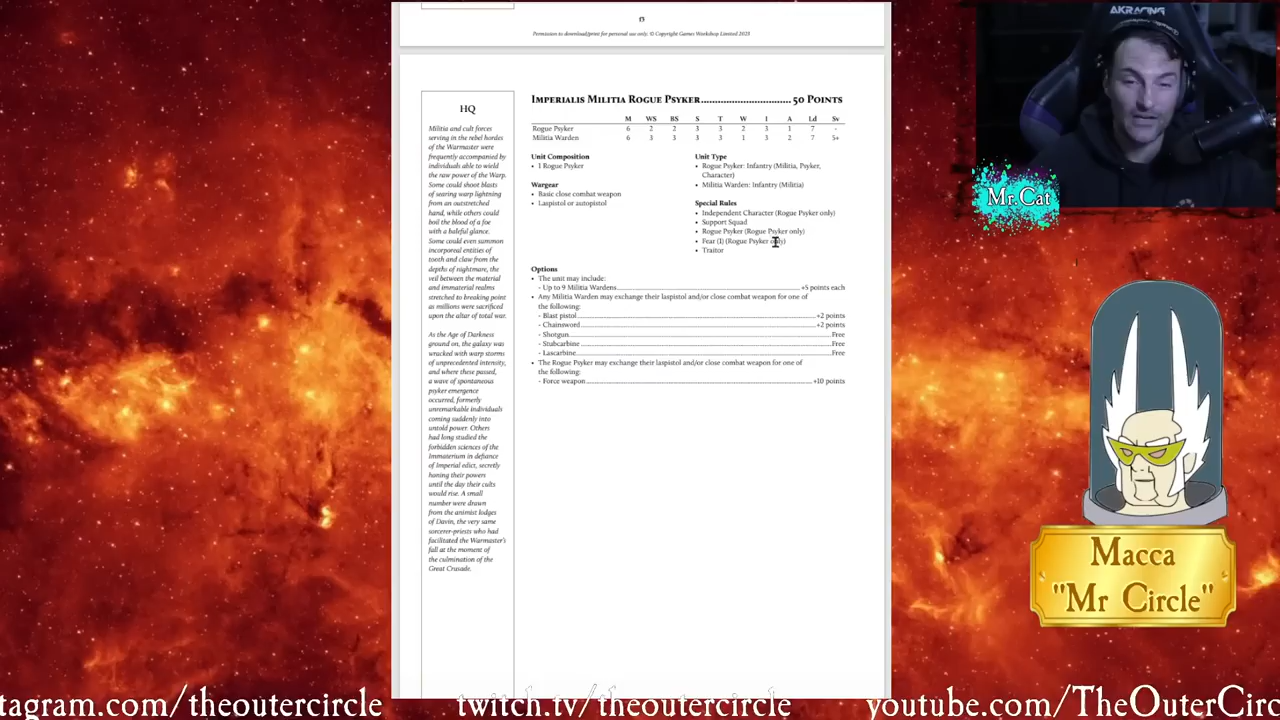 Permission to download/print for personal use only. © Copyright Games Workshop Limited 2023
AKRACING
Mr.Cat
HQ
Militia and cult forces
serving in the rebel hordes
of the Warmaster were
frequently accompanied by
individuals able to wield
the raw power of the Warp.
Some could shoot blasts
of searing warp lightning
from an outstretched
hand, while others could
boil the blood of a foe
with a baleful glance.
Some could even summon
incorporeal entities of
tooth and claw from the
depths of nightmare, the
veil between the material
and immaterial realms
stretched to breaking point
as millions were sacrificed
upon the altar of total war.
As the Age of Darkness
ground on, the galaxy was
wracked with warp storms
of unprecedented intensity,
and where these passed,
a wave of spontaneous
psyker emergence
occurred, formerly
unremarkable individuals
coming suddenly into
untold power. Others
had long studied the
forbidden sciences of the
Immaterium in defiance
of Imperial edict, secretly
honing their powers
until the day their cults
would rise. A small
number were drawn
from the animist lodges
of Davin, the very same
sorcerer-priests who had
facilitated the Warmaster's
fall at the moment of
the culmination of the
Great Crusade.
Imperialis Militia Rogue Psyker................................ 50 Points
M WS BS S T W I A Ld Sv
Rogue Psyker 6 2 2 3 3 2 3 1 7 -
Militia Warden 6 3 3 3 3 1 3 2 7 5+
Unit Composition
• 1 Rogue Psyker
Wargear
• Basic close combat weapon
• Laspistol or autopistol
Unit Type
• Rogue Psyker: Infantry (Militia, Psyker,
Character)
• Militia Warden: Infantry (Militia)
Special Rules
• Independent Character (Rogue Psyker only)
• Support Squad
• Rogue Psyker (Rogue Psyker only)
• Fear (1) (Rogue Psyker only)
• Traitor
Options
• The unit may include:
- Up to 9 Militia Wardens +5 points each
• Any Militia Warden may exchange their laspistol and/or close combat weapon for one of
the following:
- Blast pistol +2 points
- Chainsword +2 points
- Shotgun Free
- Stubcarbine Free
- Lascarbine Free
• The Rogue Psyker may exchange their laspistol and/or close combat weapon for one of
the following:
- Force weapon +10 points
Macca
"Mr Circle"
tagram.com/theoutercircle twitch.tv/theoutercircle youtube.com/TheOuterCirc